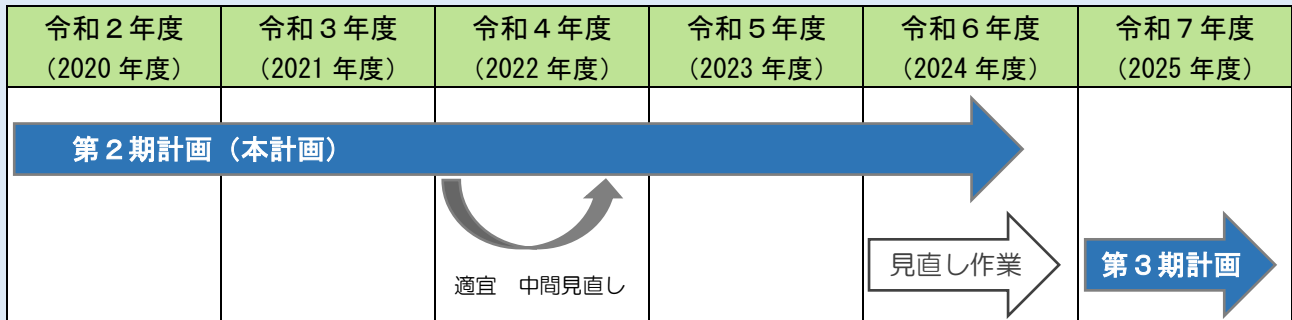 令和２年度
（2020 年度）
令和３年度
（2021 年度）
令和４年度
（2022 年度）
令和５年度
（2023 年度）
令和６年度
（2024 年度）
令和７年度
（2025 年度）
第２期計画（本計画）
適宜　中間見直し
見直し作業
第３期計画